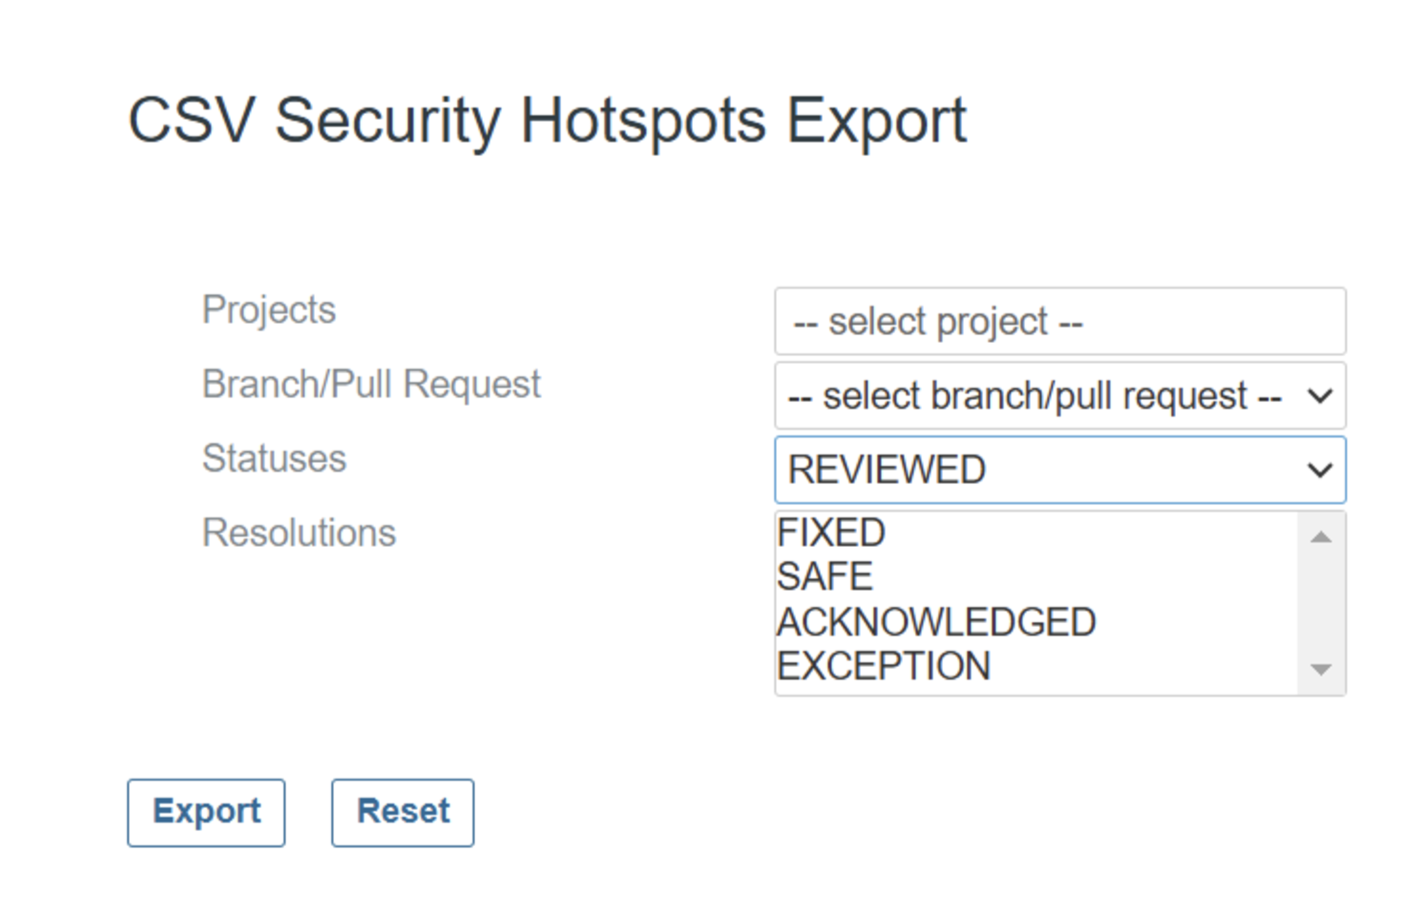 CSV Security Hotspots Export
Projects
-- select project --
Branch/Pull Request
-- select branch/pull request --
Statuses
REVIEWED
Resolutions
FIXED
SAFE
ACKNOWLEDGED
EXCEPTION
Export
Reset